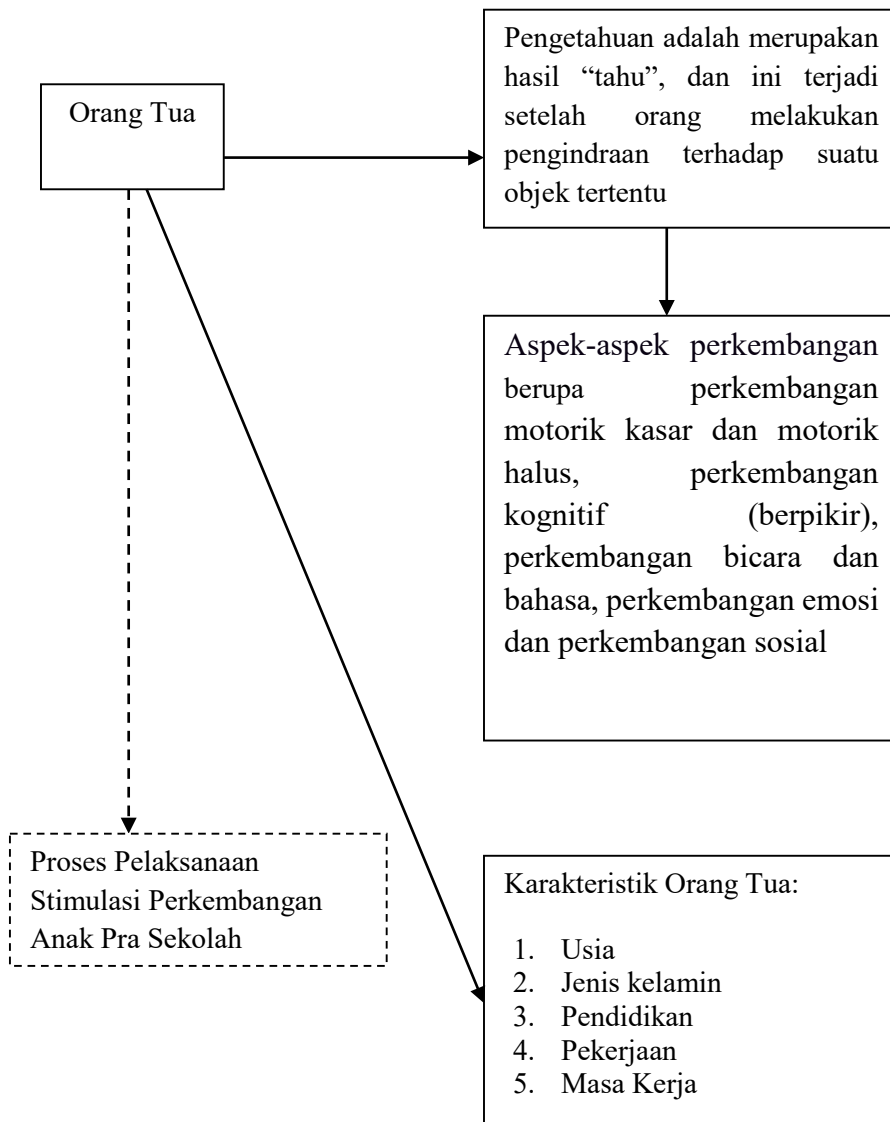 Orang Tua
Pengetahuan adalah merupakan
hasil “tahu”, dan ini terjadi
setelah orang melakukan
pengindraan terhadap suatu
objek tertentu
Aspek-aspek perkembangan
berupa perkembangan
motorik kasar dan motorik
halus, perkembangan
kognitif (berpikir),
perkembangan bicara dan
bahasa, perkembangan emosi
dan perkembangan sosial
Proses Pelaksanaan
Stimulasi Perkembangan
Anak Pra Sekolah
Karakteristik Orang Tua:
1. Usia
2. Jenis kelamin
3. Pendidikan
4. Pekerjaan
5. Masa Kerja